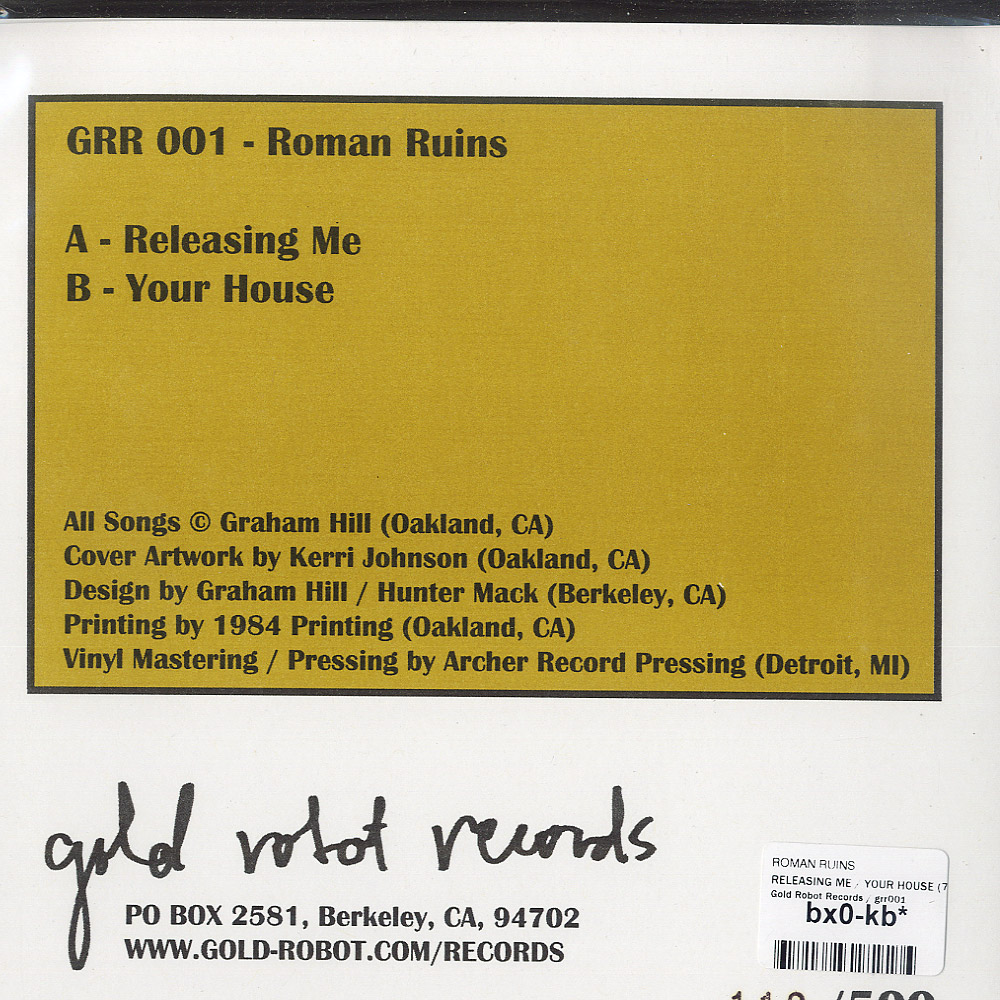 GRR 001 - Roman Ruins
A - Releasing Me
B - Your House
All Songs © Graham Hill (Oakland, CA)
Cover Artwork by Kerri Johnson (Oakland, CA)
Design by Graham Hill / Hunter Mack (Berkeley, CA)
Printing by 1984 Printing (Oakland, CA)
Vinyl Mastering / Pressing by Archer Record Pressing (Detroit, MI)
gold robot records
PO BOX 2581, Berkeley, CA, 94702
WWW.GOLD-ROBOT.COM/RECORDS
ROMAN RUINS
RELEASING ME / YOUR HOUSE (7
Gold Robot Records / grr001
bx0-kb*